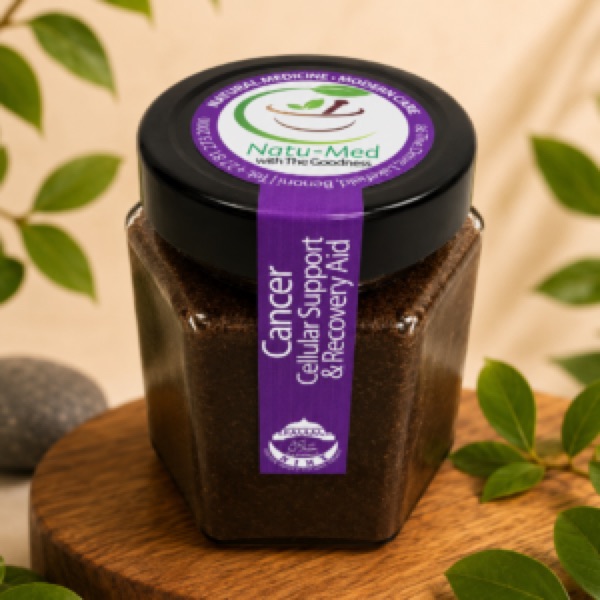 NATURAL MEDICINE • MODERN CARE
Natu-Med
with The Goodness
Cancer
Cellular Support
& Recovery Aid